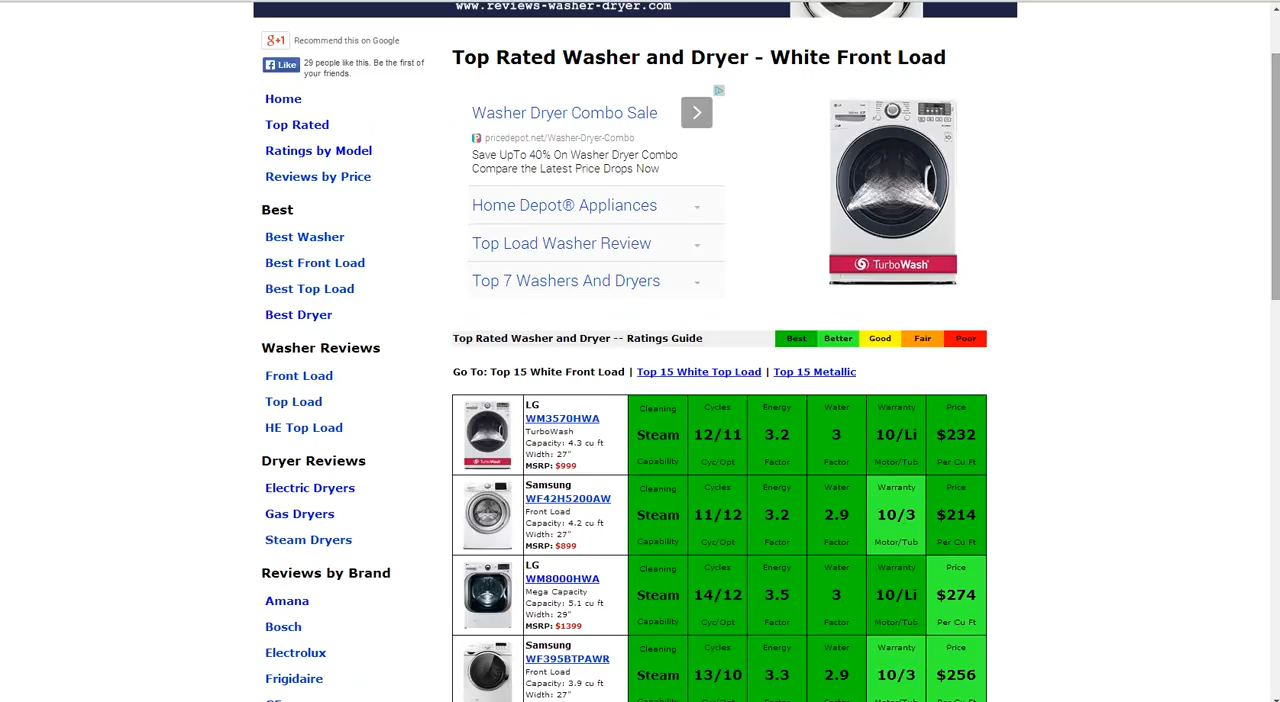 www.reviews-washer-dryer.com
g+1 Recommend this on Google
Like 29 people like this. Be the first of
your friends.
Home
Top Rated
Ratings by Model
Reviews by Price
Best
Best Washer
Best Front Load
Best Top Load
Best Dryer
Washer Reviews
Front Load
Top Load
HE Top Load
Dryer Reviews
Electric Dryers
Gas Dryers
Steam Dryers
Reviews by Brand
Amana
Bosch
Electrolux
Frigidaire
Top Rated Washer and Dryer - White Front Load
Washer Dryer Combo Sale
pricedepot.net/Washer-Dryer-Combo
Save UpTo 40% On Washer Dryer Combo
Compare the Latest Price Drops Now
Home Depot® Appliances
Top Load Washer Review
Top 7 Washers And Dryers
TurboWash
Top Rated Washer and Dryer -- Ratings Guide Best Better Good Fair Poor
Go To: Top 15 White Front Load | Top 15 White Top Load | Top 15 Metallic
LG
WM3570HWA
TurboWash
Capacity: 4.3 cu ft
Width: 27"
MSRP: $999
Cleaning Cycles Energy Water Warranty Price
Steam 12/11 3.2 3 10/Li $232
Capability Cyc/Opt Factor Factor Motor/Tub Per Cu Ft
Samsung
WF42H5200AW
Front Load
Capacity: 4.2 cu ft
Width: 27"
MSRP: $899
Cleaning Cycles Energy Water Warranty Price
Steam 11/12 3.2 2.9 10/3 $214
Capability Cyc/Opt Factor Factor Motor/Tub Per Cu Ft
LG
WM8000HWA
Mega Capacity
Capacity: 5.1 cu ft
Width: 29"
MSRP: $1399
Cleaning Cycles Energy Water Warranty Price
Steam 14/12 3.5 3 10/Li $274
Capability Cyc/Opt Factor Factor Motor/Tub Per Cu Ft
Samsung
WF395BTPAWR
Front Load
Capacity: 3.9 cu ft
Width: 27"
Cleaning Cycles Energy Water Warranty Price
Steam 13/10 3.3 2.9 10/3 $256